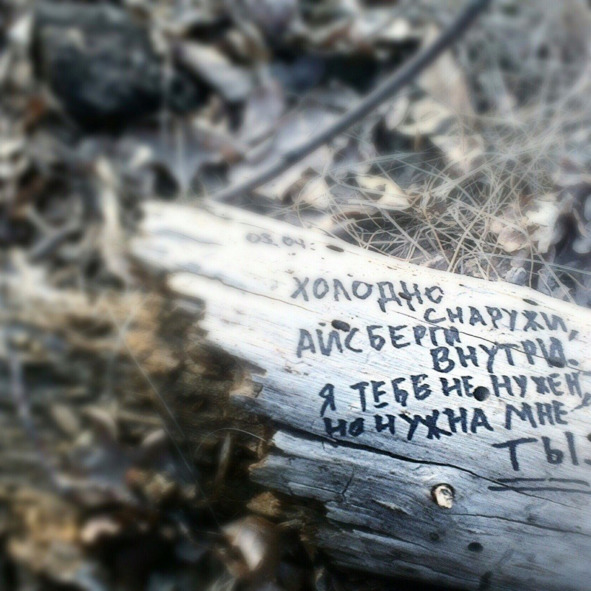 03.04.
ХОЛОДНО
СНАРУЖИ,
АЙСБЕРГИ
ВНУТРИ.
Я ТЕБЕ НЕ НУЖЕН,
НО НУЖНА МНЕ
ТЫ.